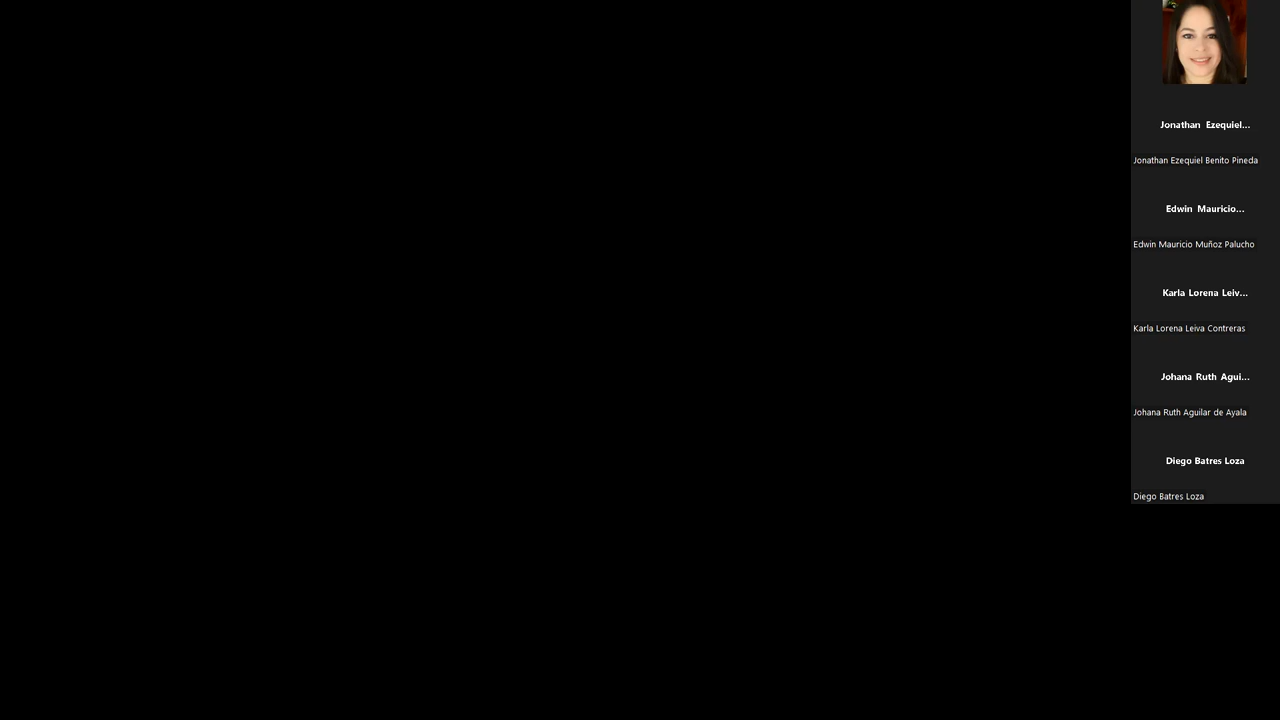 Jonathan Ezequiel...
Jonathan Ezequiel Benito Pineda
Edwin Mauricio...
Edwin Mauricio Muñoz Palucho
Karla Lorena Leiv...
Karla Lorena Leiva Contreras
Johana Ruth Agui...
Johana Ruth Aguilar de Ayala
Diego Batres Loza
Diego Batres Loza